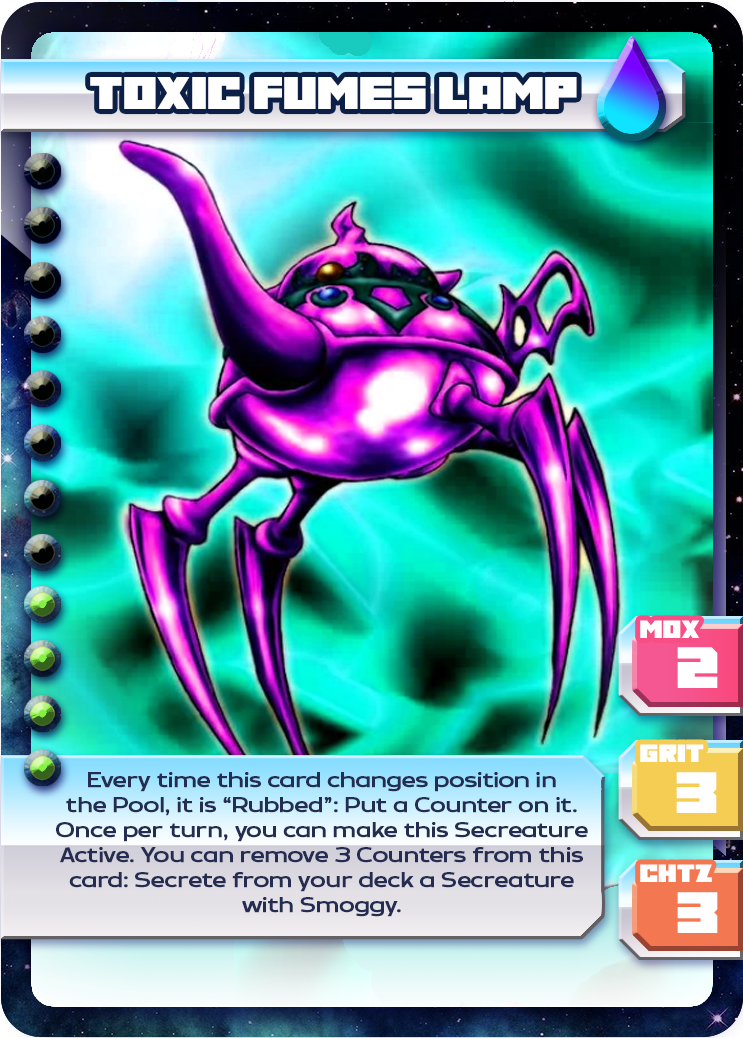 TOXIC FUMES LAMP
MOX
2
GRIT
3
CHTZ
3
Every time this card changes position in
the Pool, it is “Rubbed”: Put a Counter on it.
Once per turn, you can make this Secreature
Active. You can remove 3 Counters from this
card: Secrete from your deck a Secreature
with Smoggy.